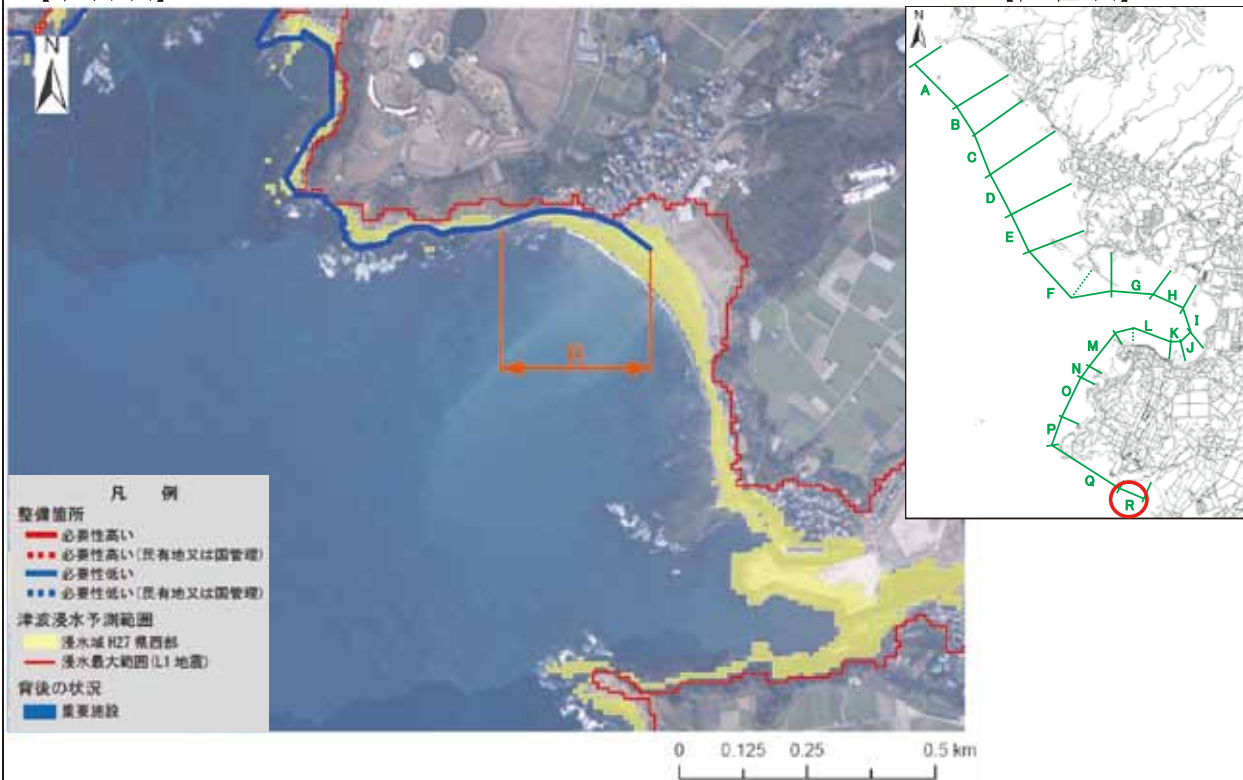 N
R
凡 例
整備箇所
必要性高い
必要性高い(民有地又は国管理)
必要性低い
必要性低い(民有地又は国管理)
津波浸水予測範囲
浸水域 H27 県西部
浸水最大範囲(L1 地震)
背後の状況
重要施設
0 0.125 0.25 0.5 km
N
A
B
C
D
E
F
G
H
I
J
K
L
M
N
O
P
Q
R